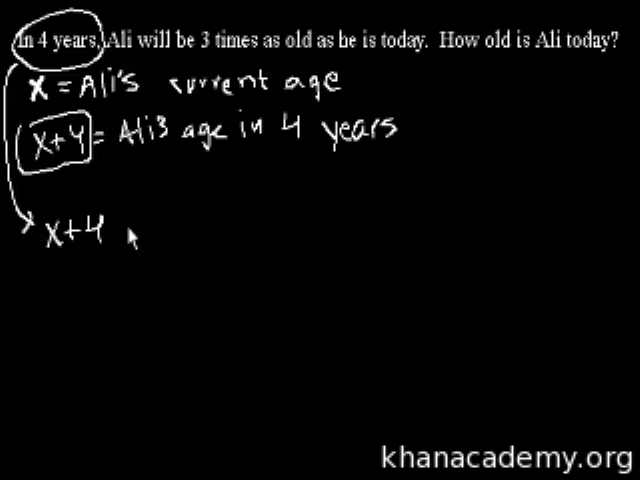 In 4 years, Ali will be 3 times as old as he is today. How old is Ali today?
x = Ali's current age
x+4 = Ali's age in 4 years
x+4
khanacademy.org